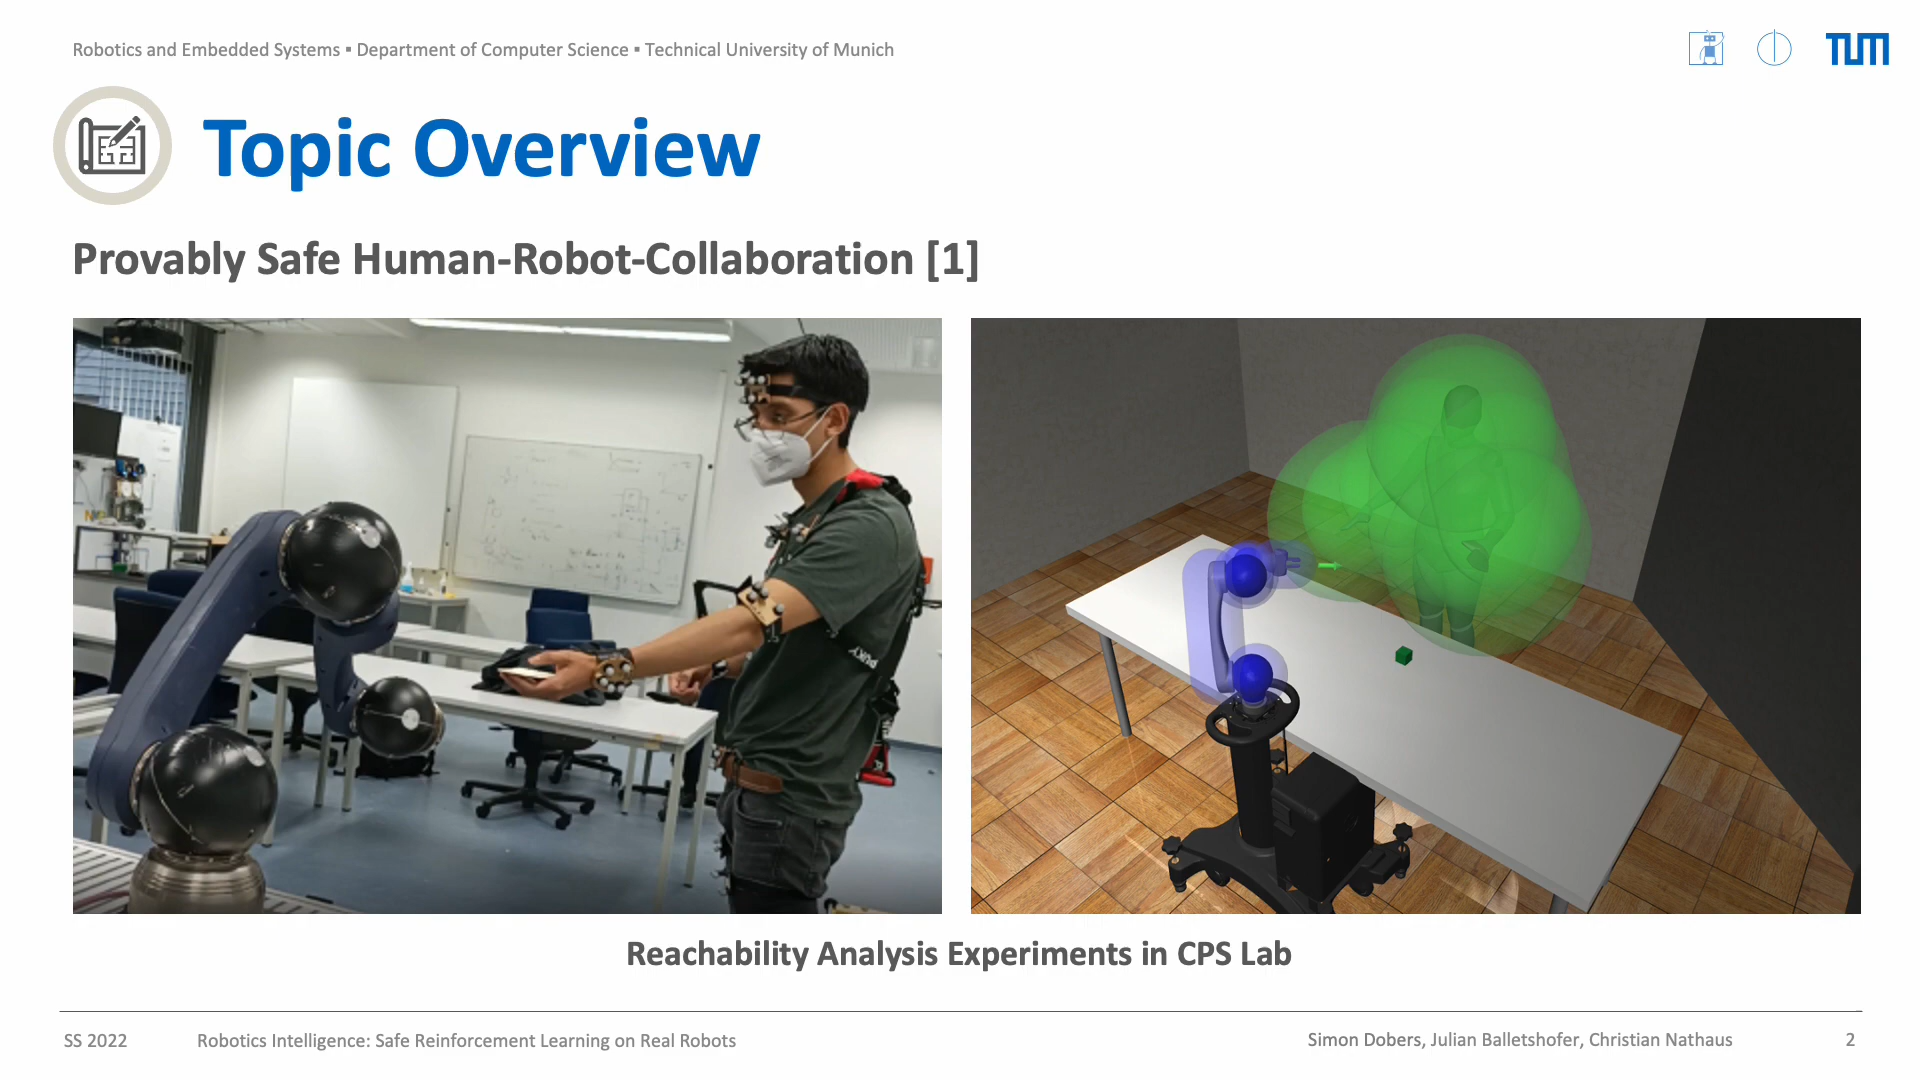 Robotics and Embedded Systems ▪ Department of Computer Science ▪ Technical University of Munich
TUM
Topic Overview
Provably Safe Human-Robot-Collaboration [1]
PUKY
Reachability Analysis Experiments in CPS Lab
SS 2022
Robotics Intelligence: Safe Reinforcement Learning on Real Robots
Simon Dobers, Julian Balletshofer, Christian Nathaus
2